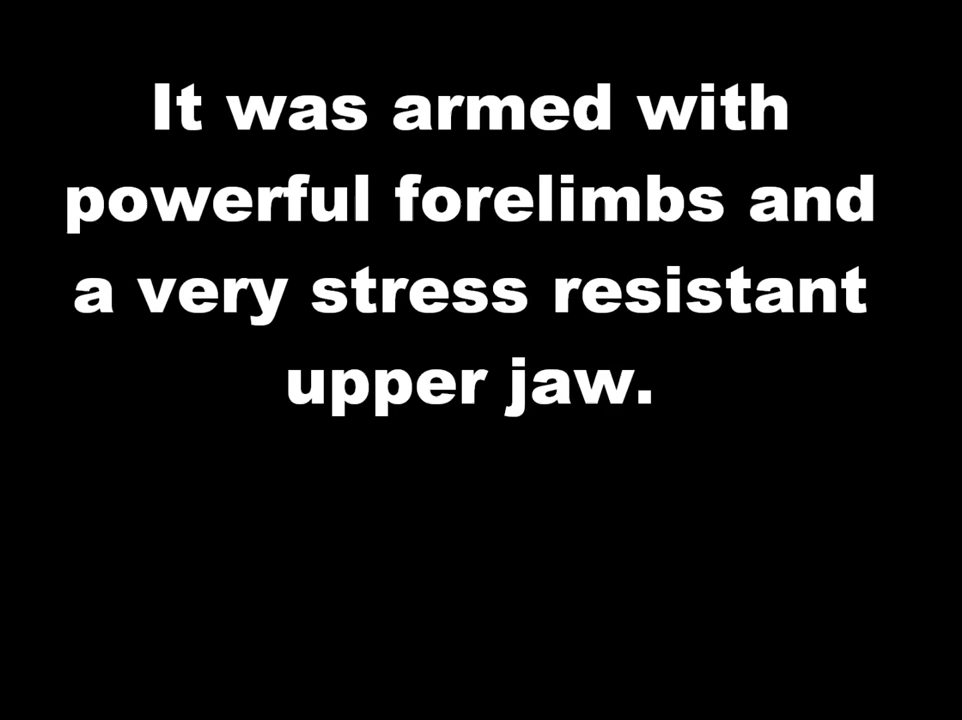 It was armed with
powerful forelimbs and
a very stress resistant
upper jaw.